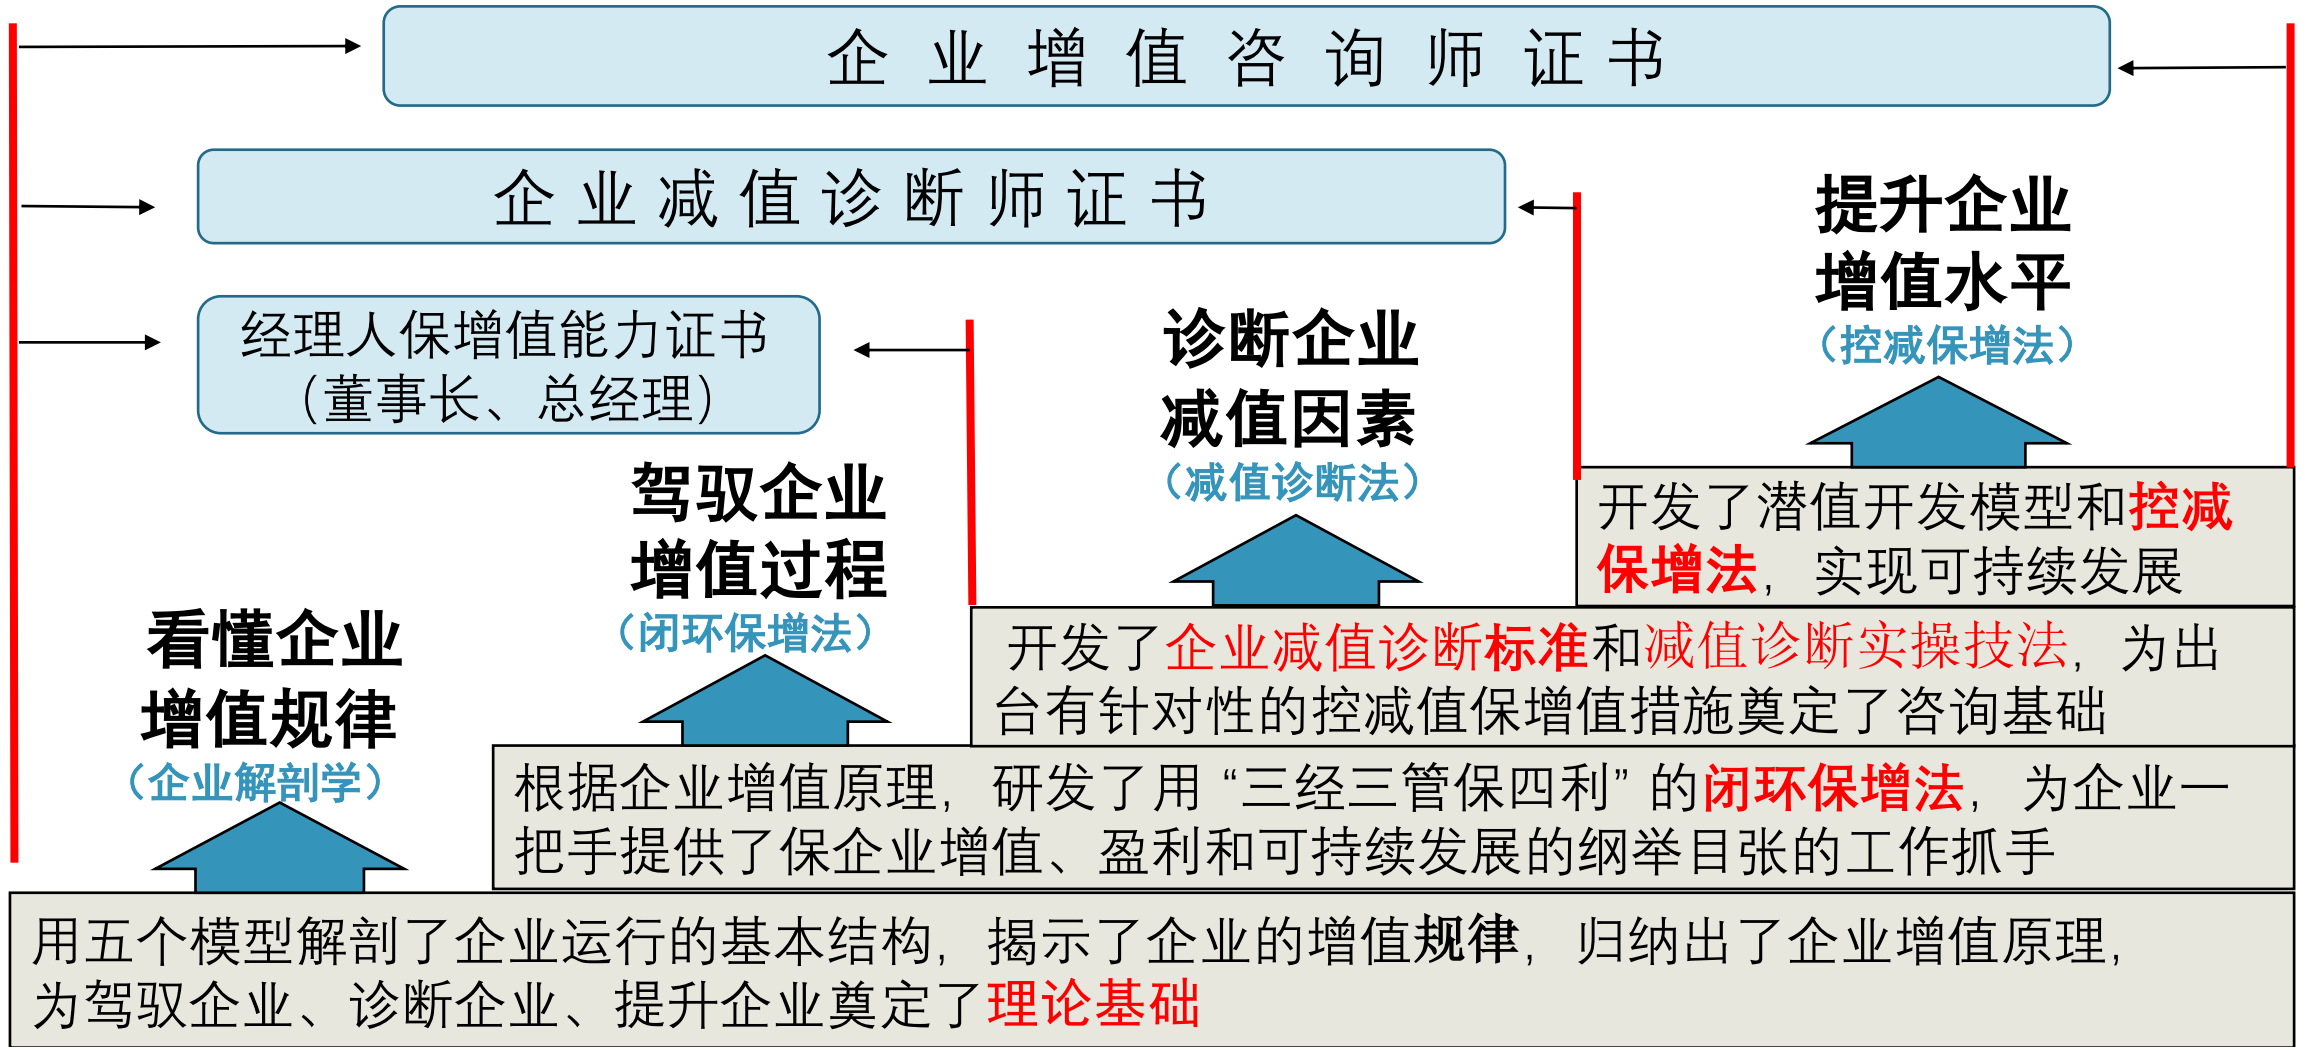 企业增值咨询师证书
企业减值诊断师证书
经理人保增值能力证书
（董事长、总经理）
提升企业
增值水平
（控减保增法）
诊断企业
减值因素
（减值诊断法）
驾驭企业
增值过程
（闭环保增法）
看懂企业
增值规律
（企业解剖学）
开发了潜值开发模型和控减
保增法，实现可持续发展
开发了企业减值诊断标准和减值诊断实操技法，为出
台有针对性的控减值保增值措施奠定了咨询基础
根据企业增值原理，研发了用“三经三管保四利”的闭环保增法，为企业一
把手提供了保企业增值、盈利和可持续发展的纲举目张的工作抓手
用五个模型解剖了企业运行的基本结构，揭示了企业的增值规律，归纳出了企业增值原理，
为驾驭企业、诊断企业、提升企业奠定了理论基础